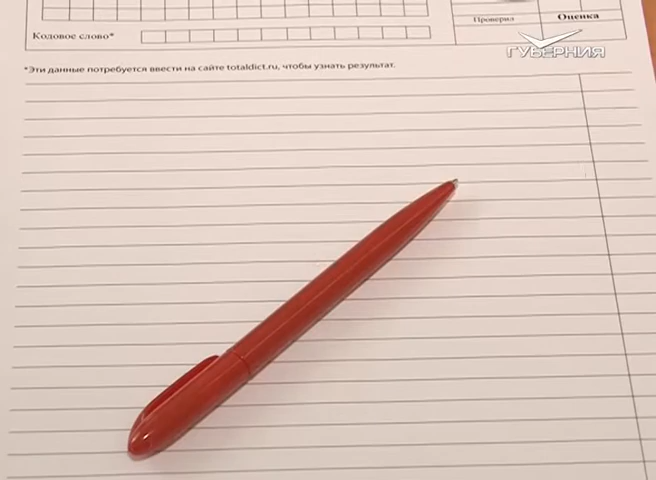 Проверил
Оценка
ГУБЕРНИЯ
Кодовое слово*
*Эти данные потребуется ввести на сайте totaldict.ru, чтобы узнать результат.